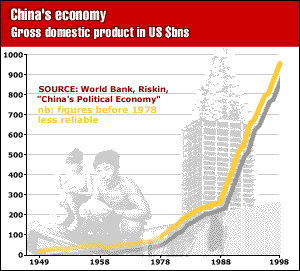 China's economy
Gross domestic product in US $bns
SOURCE: World Bank, Riskin,
"China's Political Economy"
nb: figures before 1978
less reliable
1000
900
800
700
600
500
400
300
200
100
0
1949
1958
1978
1988
1998